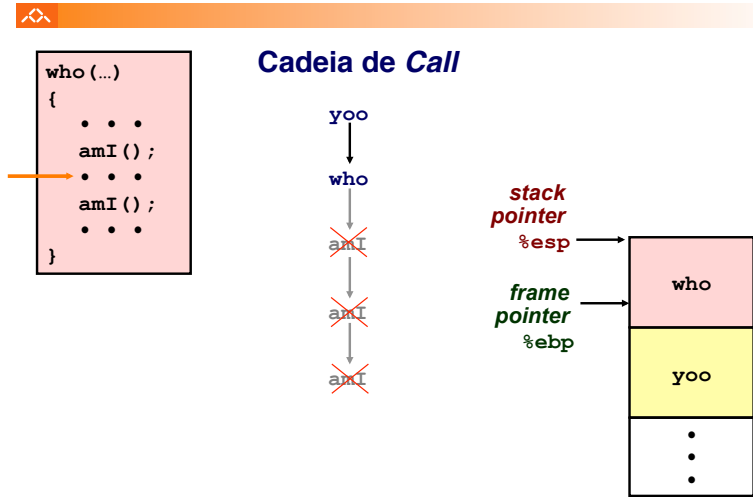 Cadeia de Call
who(…)
{
• • •
amI();
• • •
amI();
• • •
}
yoo
who
amI
amI
amI
stack
pointer
%esp
frame
pointer
%ebp
who
yoo
•
•
•